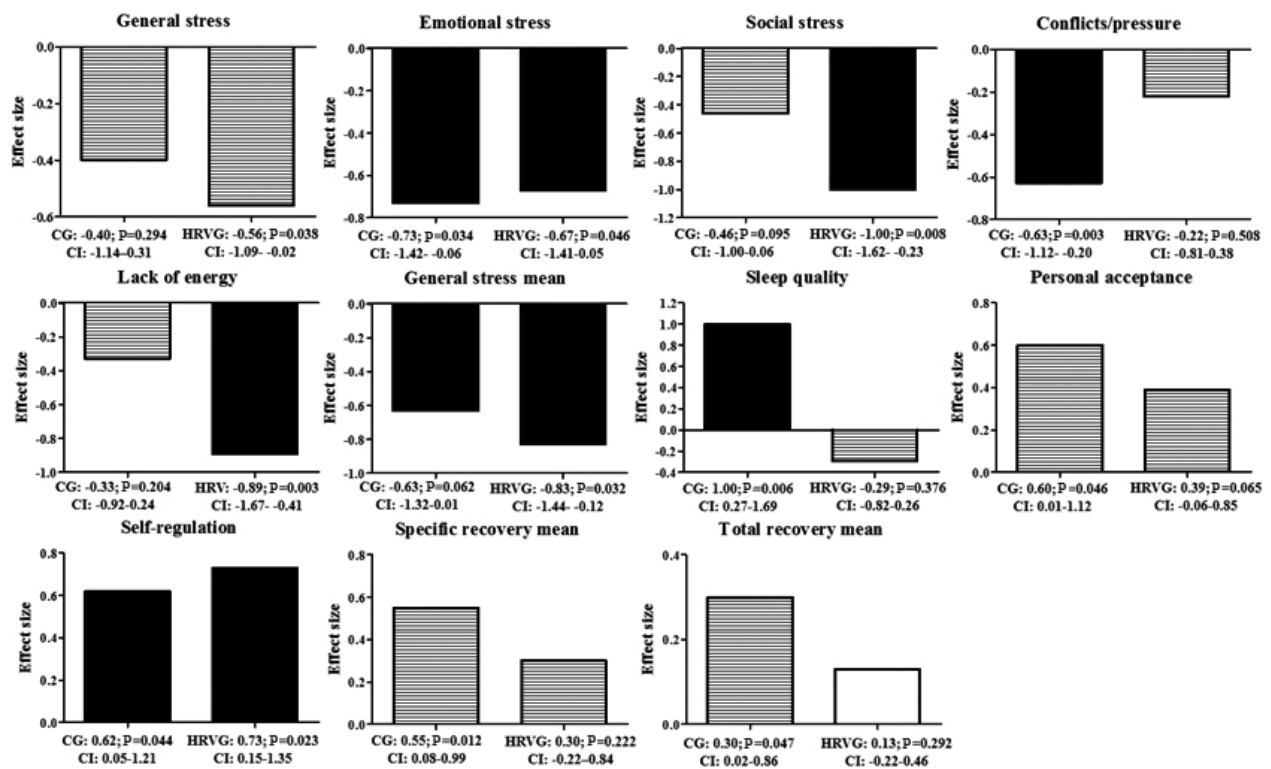 General stress
0.0
-0.2
-0.4
-0.6
Effect size
CG: -0.40; P=0.294
CI: -1.14–0.31
HRVG: -0.56; P=0.038
CI: -1.09- -0.02
Emotional stress
0.0
-0.2
-0.4
-0.6
-0.8
Effect size
CG: -0.73; P=0.034
CI: -1.42- -0.06
HRVG: -0.67; P=0.046
CI: -1.41-0.05
Social stress
0.0
-0.2
-0.4
-0.6
-0.8
-1.0
-1.2
Effect size
CG: -0.46; P=0.095
CI: -1.00-0.06
HRVG: -1.00; P=0.008
CI: -1.62- -0.23
Conflicts/pressure
0.0
-0.2
-0.4
-0.6
-0.8
Effect size
CG: -0.63; P=0.003
CI: -1.12- -0.20
HRVG: -0.22; P=0.508
CI: -0.81-0.38
Lack of energy
0.0
-0.2
-0.4
-0.6
-0.8
-1.0
Effect size
CG: -0.33; P=0.204
CI: -0.92-0.24
HRV: -0.89; P=0.003
CI: -1.67- -0.41
General stress mean
0.0
-0.2
-0.4
-0.6
-0.8
-1.0
Effect size
CG: -0.63; P=0.062
CI: -1.32-0.01
HRVG: -0.83; P=0.032
CI: -1.44- -0.12
Sleep quality
1.2
1.0
0.8
0.6
0.4
0.2
0.0
-0.2
-0.4
Effect size
CG: 1.00; P=0.006
CI: 0.27-1.69
HRVG: -0.29; P=0.376
CI: -0.82-0.26
Personal acceptance
0.8
0.6
0.4
0.2
0.0
Effect size
CG: 0.60; P=0.046
CI: 0.01-1.12
HRVG: 0.39; P=0.065
CI: -0.06-0.85
Self-regulation
0.8
0.6
0.4
0.2
0.0
Effect size
CG: 0.62; P=0.044
CI: 0.05-1.21
HRVG: 0.73; P=0.023
CI: 0.15-1.35
Specific recovery mean
0.8
0.6
0.4
0.2
0.0
Effect size
CG: 0.55; P=0.012
CI: 0.08-0.99
HRVG: 0.30; P=0.222
CI: -0.22–0.84
Total recovery mean
0.4
0.2
0.0
Effect size
CG: 0.30; P=0.047
CI: 0.02-0.86
HRVG: 0.13; P=0.292
CI: -0.22-0.46